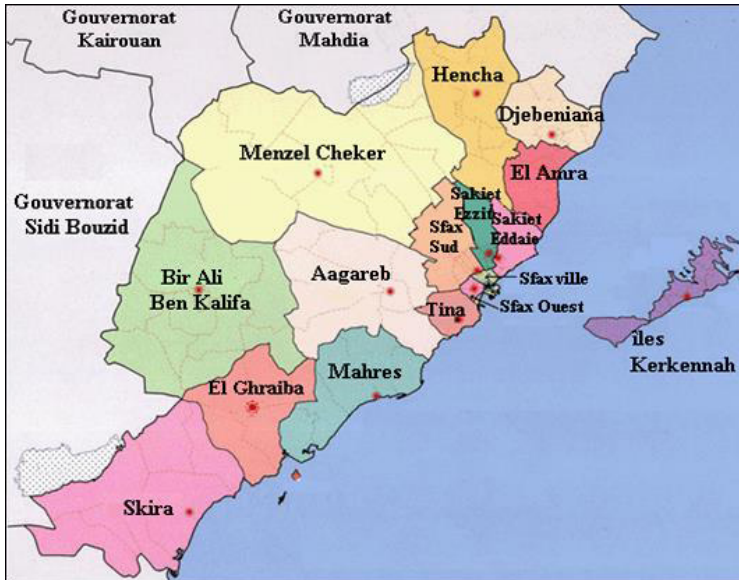 Gouvernorat
Kairouan
Gouvernorat
Mahdia
Hencha
Djebeniana
Menzel Cheker
El Amra
Gouvernorat
Sidi Bouzid
Sakiet
Ezzit
Sakiet
Eddaie
Sfax
Sud
Bir Ali
Ben Kalifa
Aagareb
Sfax ville
Sfax Ouest
Tina
îles
Kerkennah
Mahres
El Ghraiba
Skira